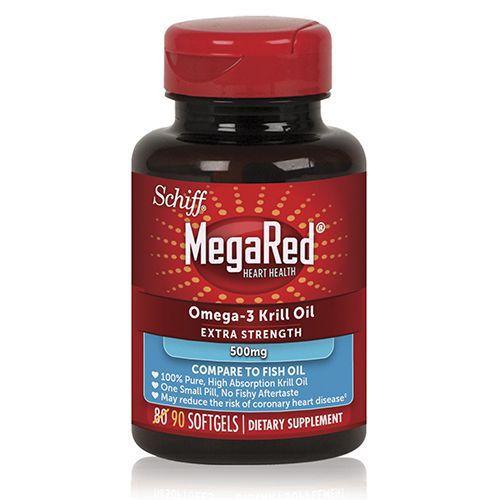 Schiff®
MegaRed®
HEART HEALTH
Omega-3 Krill Oil
EXTRA STRENGTH
500mg
COMPARE TO FISH OIL
100% Pure, High Absorption Krill Oil
One Small Pill, No Fishy Aftertaste
May reduce the risk of coronary heart disease‡
80 90 SOFTGELS | DIETARY SUPPLEMENT